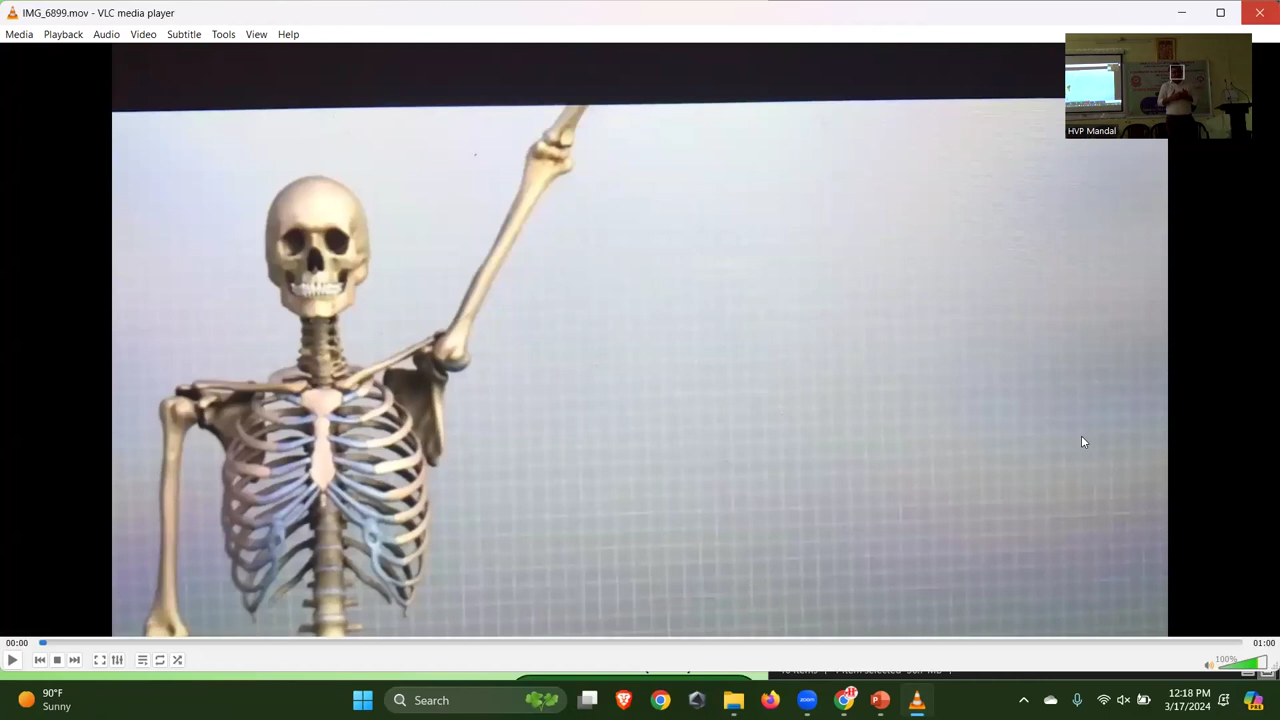 IMG_6899.mov - VLC media player
Media Playback Audio Video Subtitle Tools View Help
HVP Mandal
00:00
01:00
100%
90°F
Sunny
Search
12:18 PM
3/17/2024